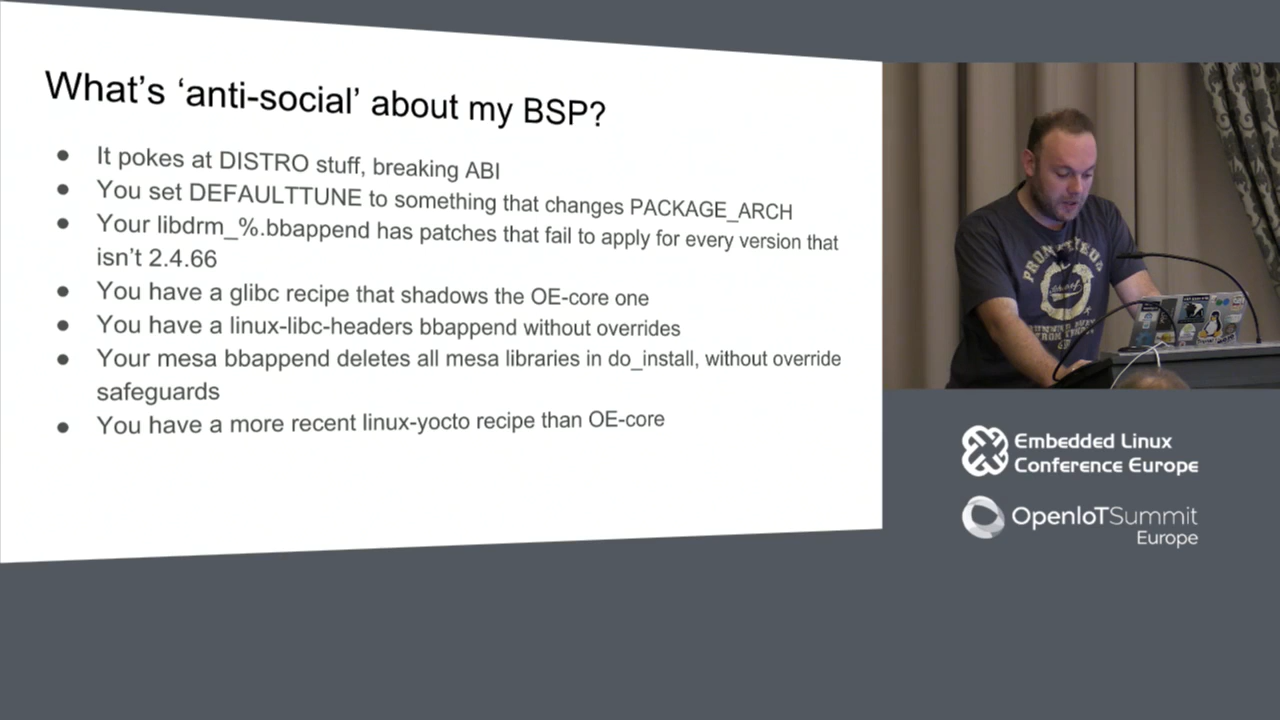 What's ‘anti-social’ about my BSP?
● It pokes at DISTRO stuff, breaking ABI
● You set DEFAULTTUNE to something that changes PACKAGE_ARCH
● Your libdrm_%.bbappend has patches that fail to apply for every version that
isn't 2.4.66
● You have a glibc recipe that shadows the OE-core one
● You have a linux-libc-headers bbappend without overrides
● Your mesa bbappend deletes all mesa libraries in do_install, without override
safeguards
● You have a more recent linux-yocto recipe than OE-core
Embedded Linux
Conference Europe
OpenIoTSummit
Europe